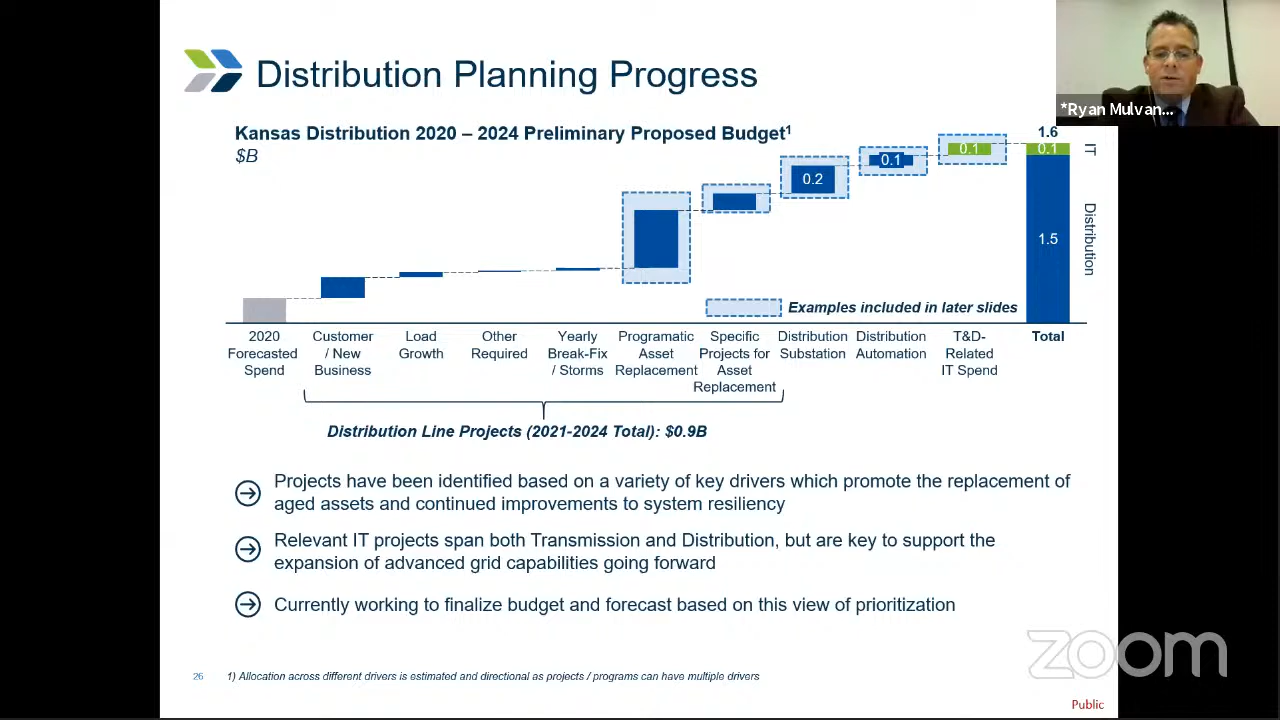 Distribution Planning Progress
*Ryan Mulvan...
Kansas Distribution 2020 – 2024 Preliminary Proposed Budget¹
$B
1.6
0.1
0.1
0.1
0.2
1.5
IT
Distribution
Examples included in later slides
2020 Forecasted Spend
Customer / New Business
Load Growth
Other Required
Yearly Break-Fix / Storms
Programatic Asset Replacement
Specific Projects for Asset Replacement
Distribution Substation
Distribution Automation
T&D-Related IT Spend
Total
Distribution Line Projects (2021-2024 Total): $0.9B
Projects have been identified based on a variety of key drivers which promote the replacement of
aged assets and continued improvements to system resiliency
Relevant IT projects span both Transmission and Distribution, but are key to support the
expansion of advanced grid capabilities going forward
Currently working to finalize budget and forecast based on this view of prioritization
zoom
26
1) Allocation across different drivers is estimated and directional as projects / programs can have multiple drivers
Public